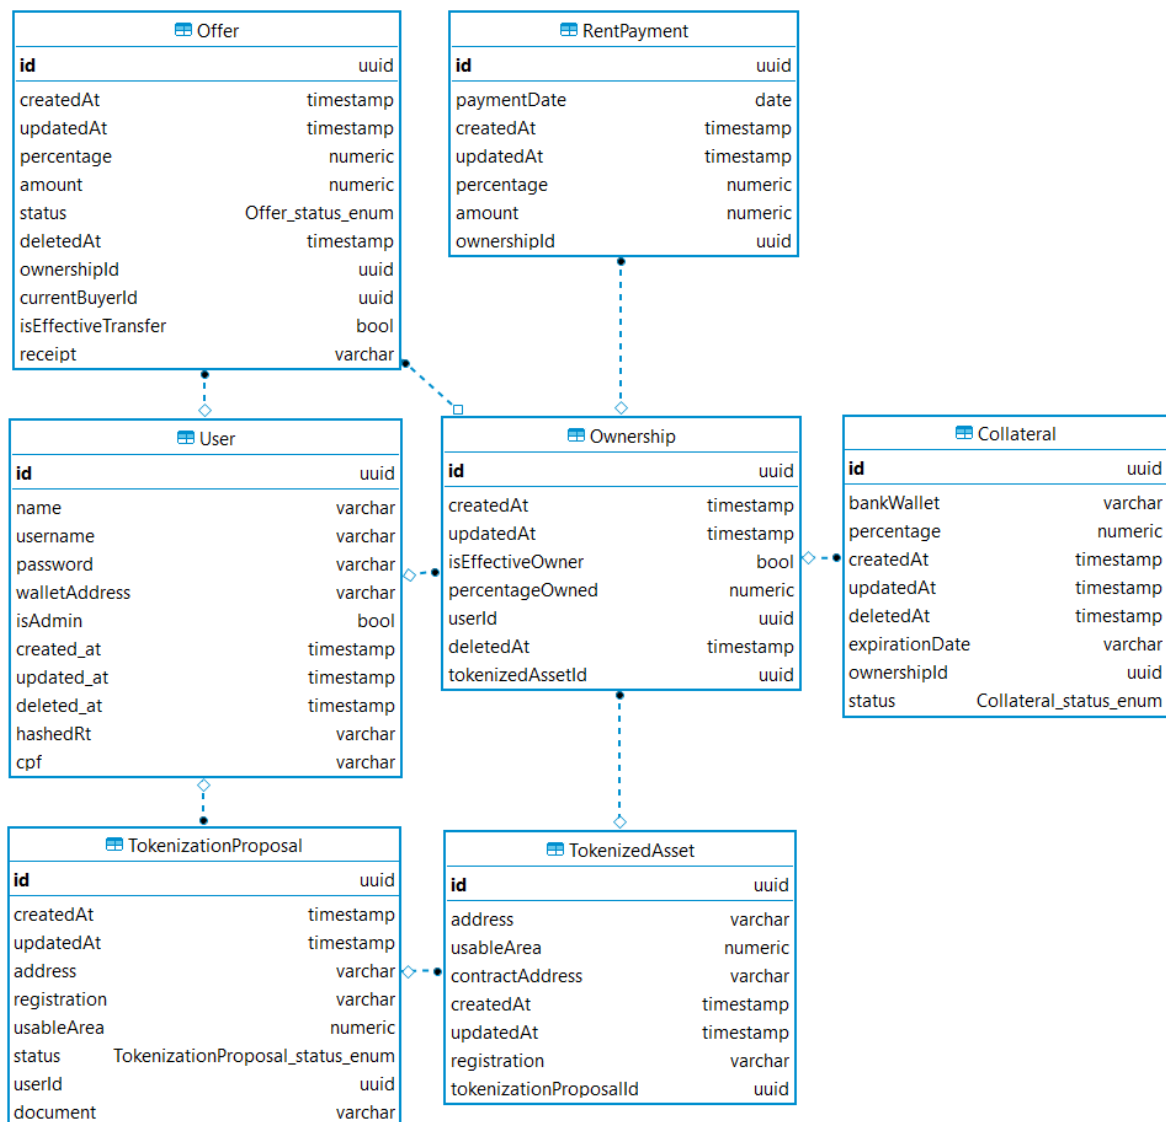 Offer
id uuid
createdAt timestamp
updatedAt timestamp
percentage numeric
amount numeric
status Offer_status_enum
deletedAt timestamp
ownershipId uuid
currentBuyerId uuid
isEffectiveTransfer bool
receipt varchar
RentPayment
id uuid
paymentDate date
createdAt timestamp
updatedAt timestamp
percentage numeric
amount numeric
ownershipId uuid
User
id uuid
name varchar
username varchar
password varchar
walletAddress varchar
isAdmin bool
created_at timestamp
updated_at timestamp
deleted_at timestamp
hashedRt varchar
cpf varchar
Ownership
id uuid
createdAt timestamp
updatedAt timestamp
isEffectiveOwner bool
percentageOwned numeric
userId uuid
deletedAt timestamp
tokenizedAssetId uuid
Collateral
id uuid
bankWallet varchar
percentage numeric
createdAt timestamp
updatedAt timestamp
deletedAt timestamp
expirationDate varchar
ownershipId uuid
status Collateral_status_enum
TokenizationProposal
id uuid
createdAt timestamp
updatedAt timestamp
address varchar
registration varchar
usableArea numeric
status TokenizationProposal_status_enum
userId uuid
document varchar
TokenizedAsset
id uuid
address varchar
usableArea numeric
contractAddress varchar
createdAt timestamp
updatedAt timestamp
registration varchar
tokenizationProposalId uuid